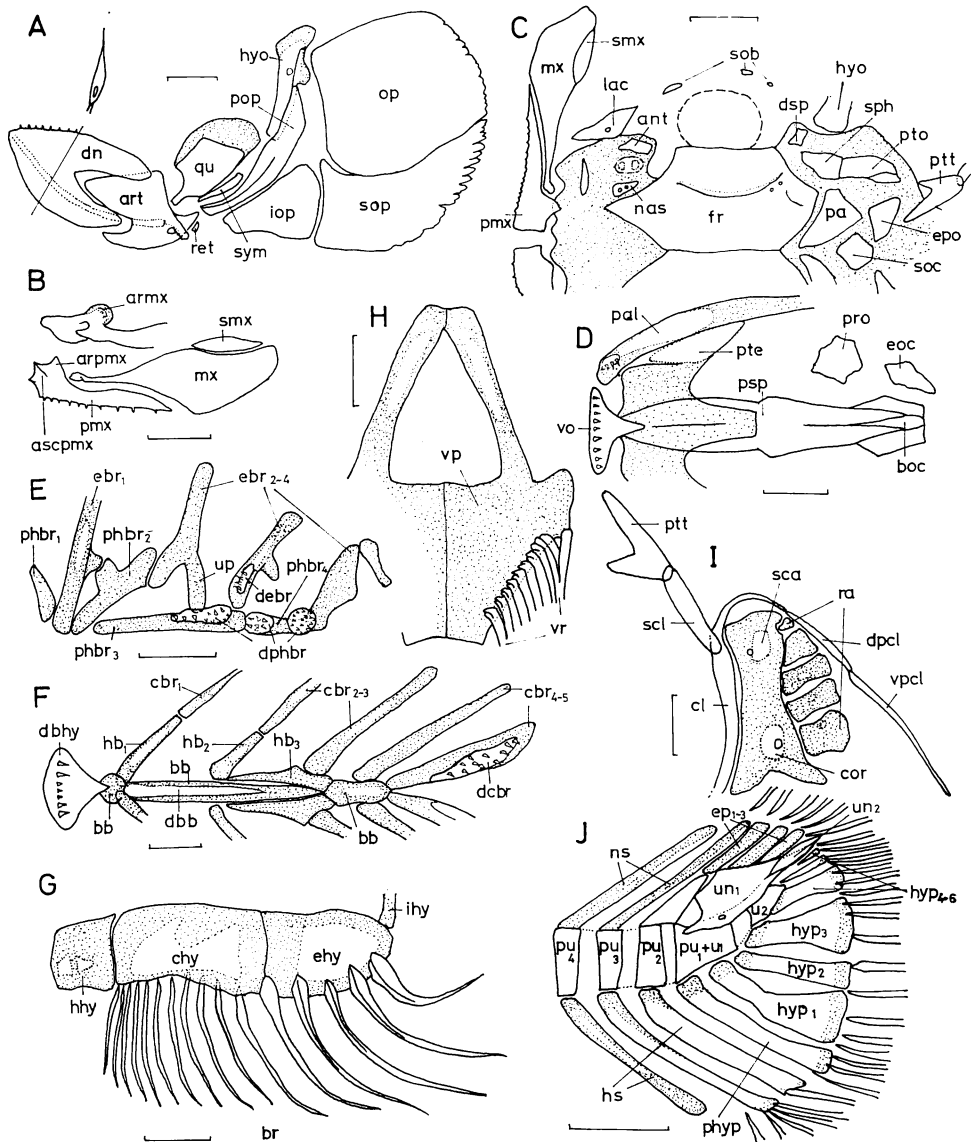 A
hyo
op
pop
dn
qu
art
sop
iop
ret
sym
B
armx
smx
arpmx
mx
pmx
ascpmx
C
smx
mx
sob
hyo
lac
dsp
sph
ant
pto
ptt
nas
pa
pmx
fr
epo
soc
D
pal
pro
pte
eoc
psp
vo
boc
E
ebr1
ebr2-4
phbr1
phbr2
up
phbr4
debr
phbr3
dphbr
F
cbr1
cbr2-3
cbr4-5
dbhy
hb1
hb2
hb3
bb
dcbr
bb
dbb
bb
G
ihy
chy
ehy
hhy
br
H
vp
vr
I
ptt
sca
ra
scl
dpcl
vpcl
cl
cor
J
ep1-3
un2
ns
un1
hyp4-6
u2
pu4
pu3
pu2
pu1+u1
hyp3
hyp2
hyp1
hs
phyp